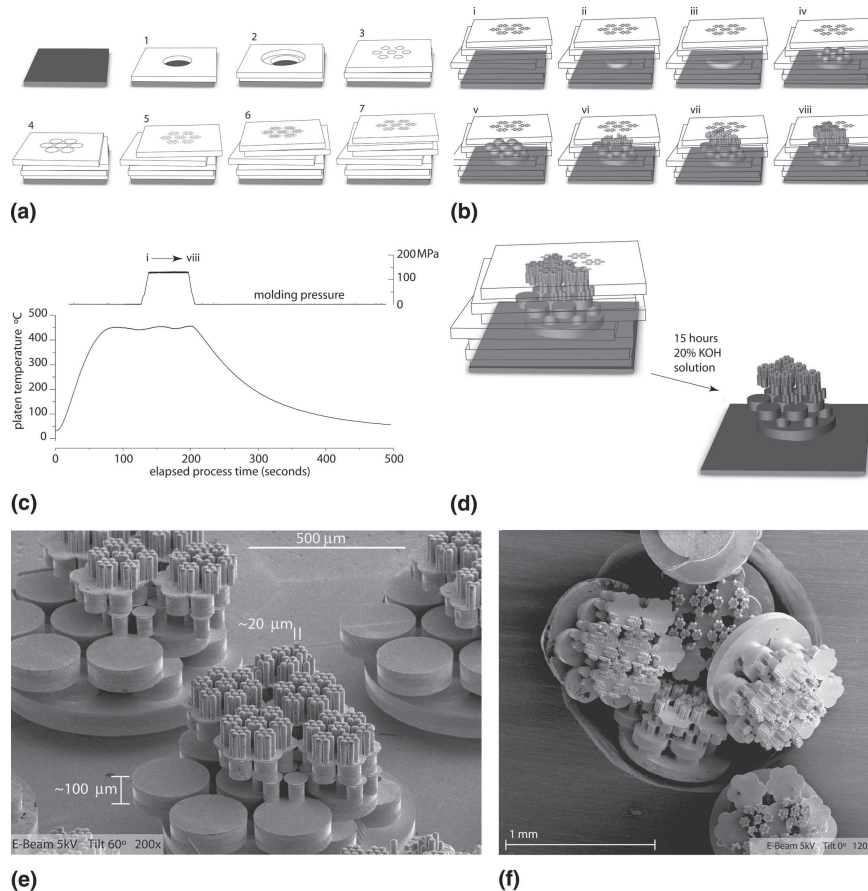 1
2
3
4
5
6
7
(a)
i
ii
iii
iv
v
vi
vii
viii
(b)
i → viii
200 MPa
100
0
molding pressure
platen temperature ºC
500
400
300
200
100
0
0 100 200 300 400 500
elapsed process time (seconds)
(c)
15 hours
20% KOH
solution
(d)
500 µm
~20 µm
~100 µm
E-Beam 5kV Tilt 60º 200x
(e)
1 mm
E-Beam 5kV Tilt 0º 120
(f)